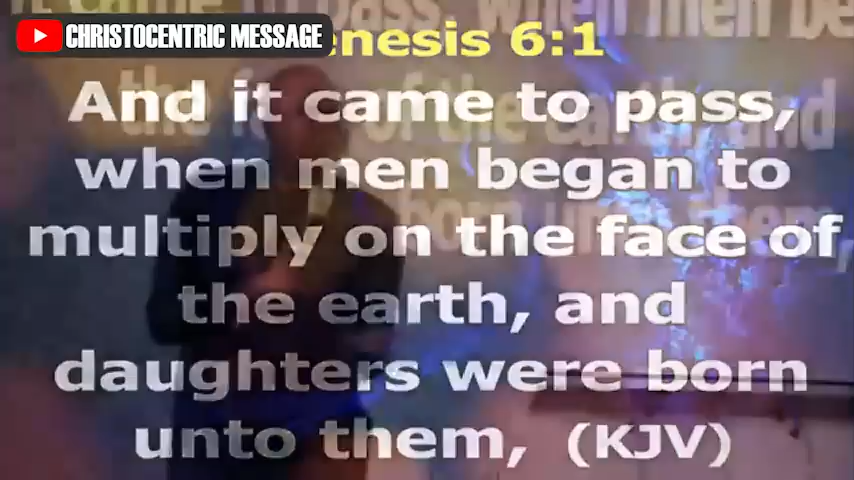 CHRISTOCENTRIC MESSAGE
enesis 6:1
And it came to pass,
when men began to
multiply on the face of
the earth, and
daughters were born
unto them, (KJV)